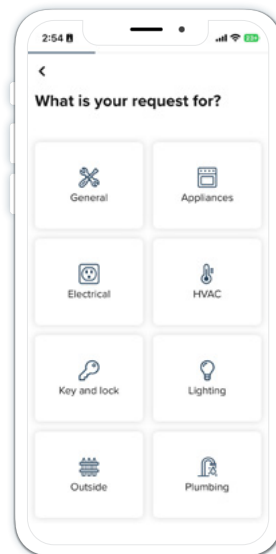 2:54
What is your request for?
General
Appliances
Electrical
HVAC
Key and lock
Lighting
Outside
Plumbing